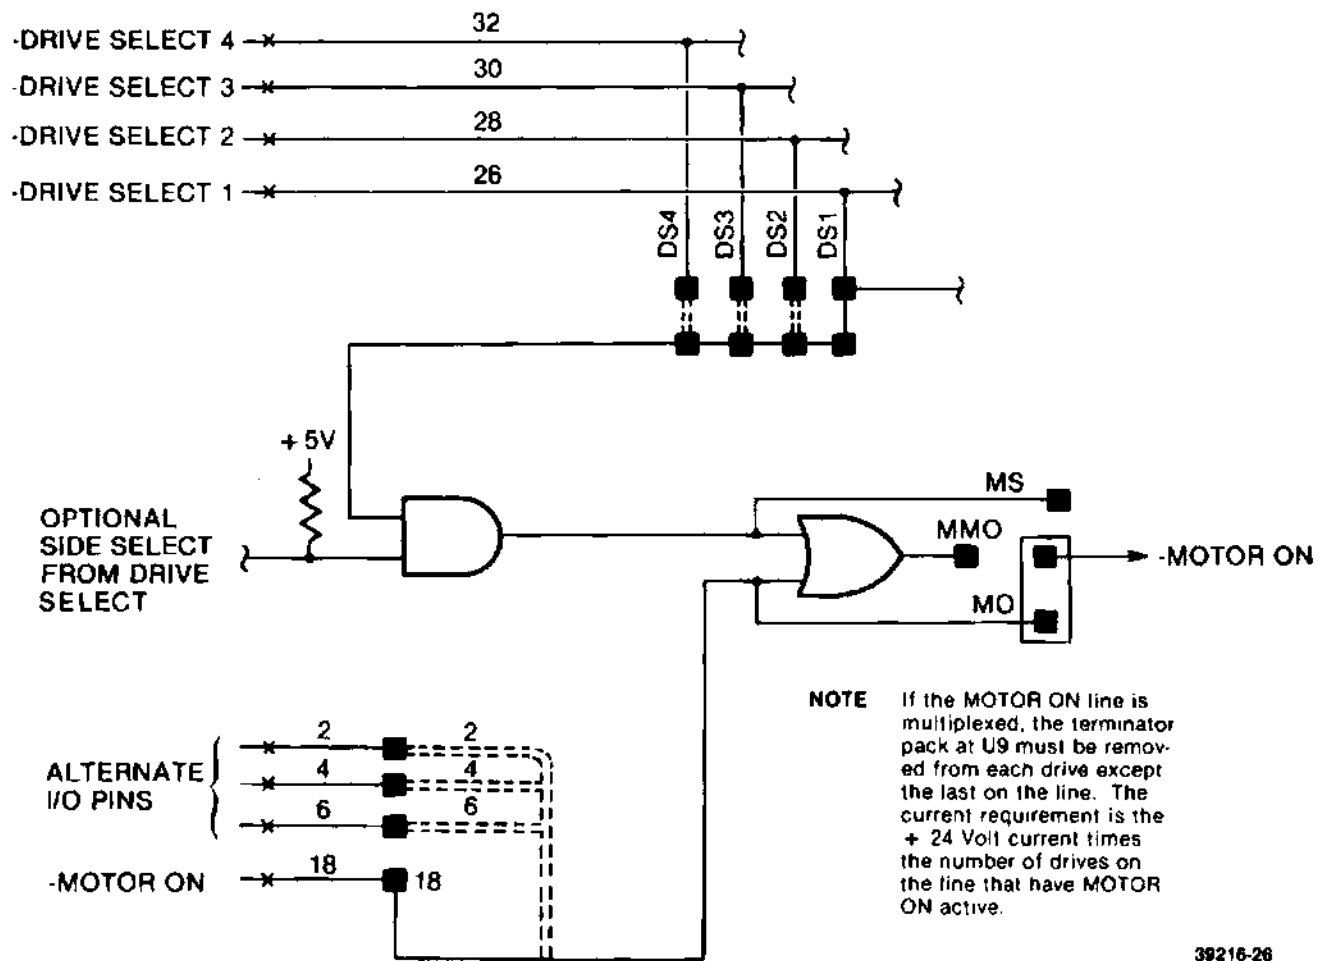 32
-DRIVE SELECT 4
30
-DRIVE SELECT 3
28
-DRIVE SELECT 2
26
-DRIVE SELECT 1
DS4
DS3
DS2
DS1
+ 5V
OPTIONAL
SIDE SELECT
FROM DRIVE
SELECT
MS
MMO
-MOTOR ON
MO
NOTE If the MOTOR ON line is
multiplexed, the terminator
pack at U9 must be remov-
ed from each drive except
the last on the line. The
current requirement is the
+ 24 Volt current times
the number of drives on
the line that have MOTOR
ON active.
ALTERNATE
I/O PINS
2 2
4 4
6 6
-MOTOR ON
18 18
39216-26